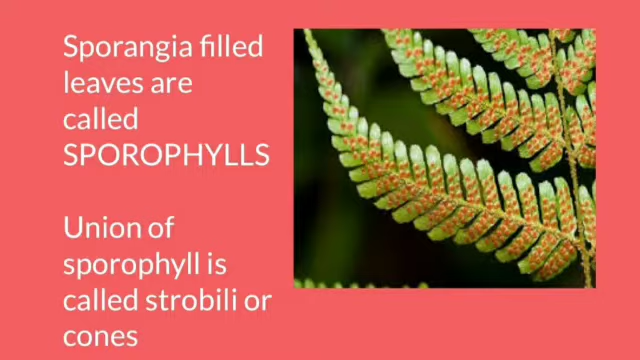 Sporangia filled
leaves are
called
SPOROPHYLLS
Union of
sporophyll is
called strobili or
cones